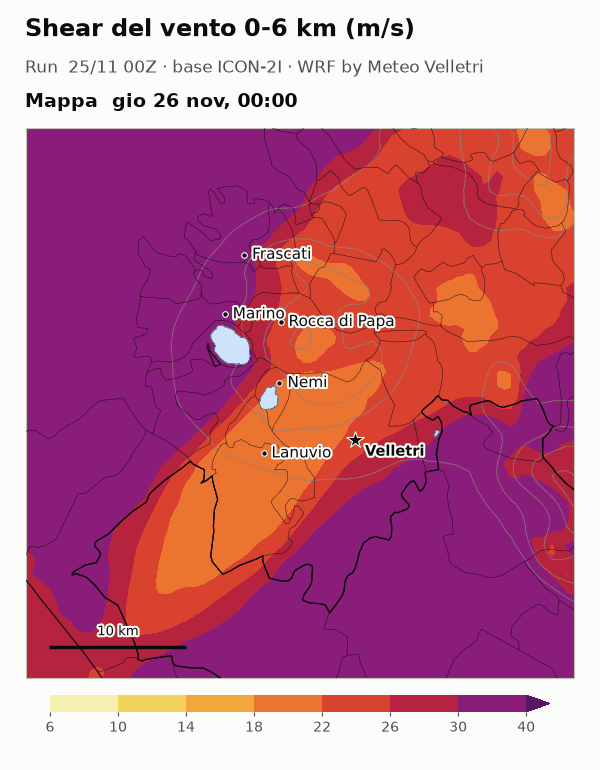 Shear del vento 0-6 km (m/s)
Run  25/11 00Z · base ICON-2I · WRF by Meteo Velletri
Mappa  gio 26 nov, 00:00
Frascati
Marino
Rocca di Papa
Nemi
Velletri
Lanuvio
10 km
6 10 14 18 22 26 30 40